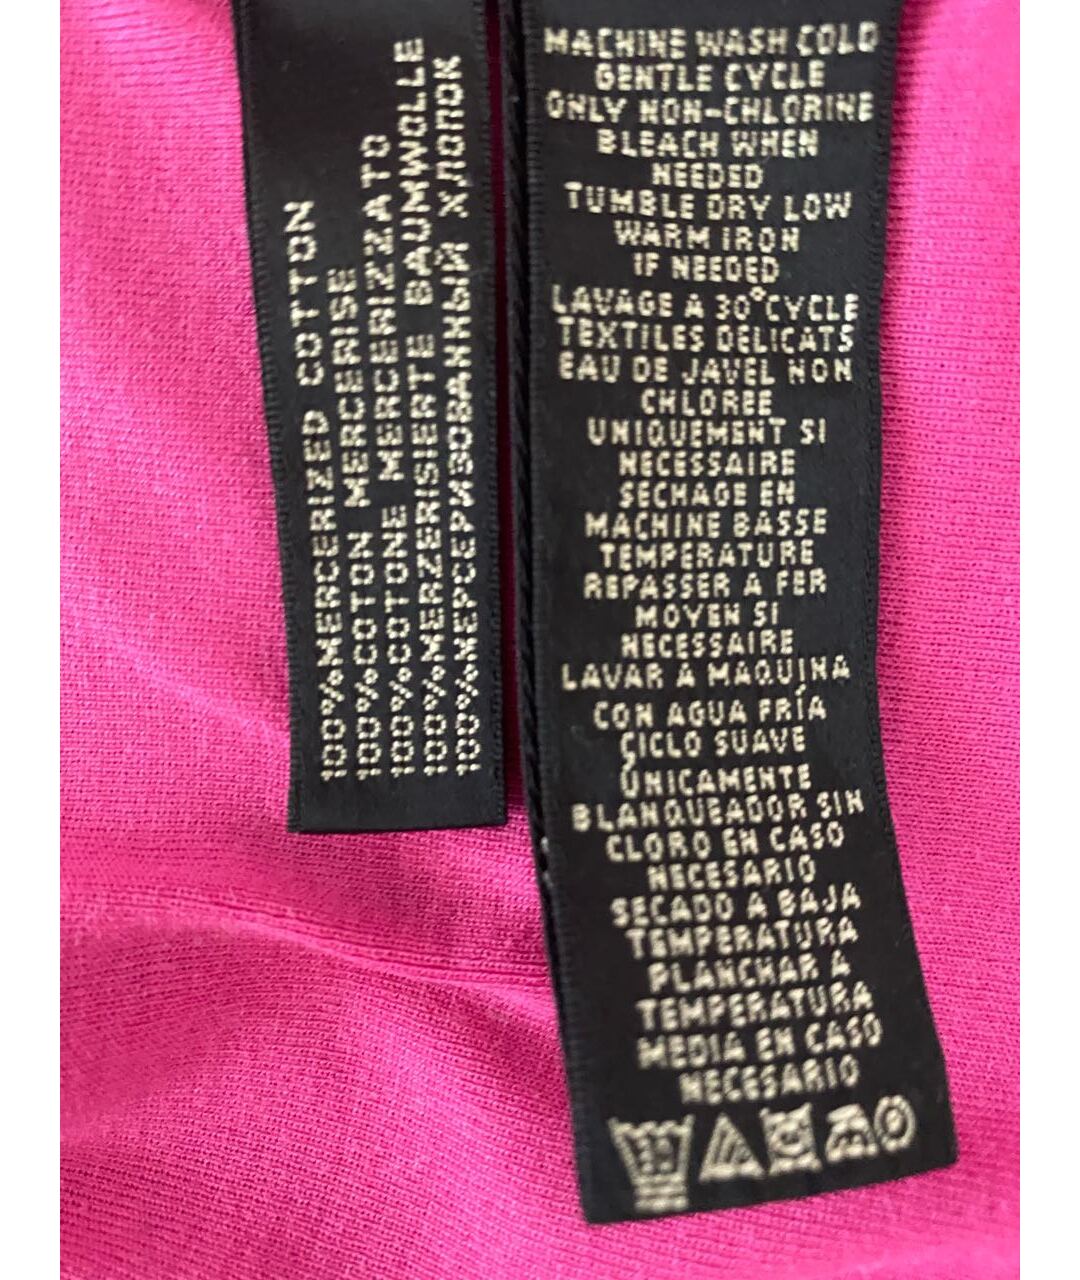 100%MERCERIZED COTTON
100%COTON MERCERISE
100%COTONE MERCERIZZATO
100%MERZERISIERTE BAUMWOLLE
100%МЕРСЕРИЗОВАННЫЙ ХЛОПОК
MACHINE WASH COLD
GENTLE CYCLE
ONLY NON-CHLORINE
BLEACH WHEN
NEEDED
TUMBLE DRY LOW
WARM IRON
IF NEEDED
LAVAGE A 30°CYCLE
TEXTILES DELICATS
EAU DE JAVEL NON
CHLOREE
UNIQUEMENT SI
NECESSAIRE
SECHAGE EN
MACHINE BASSE
TEMPERATURE
REPASSER A FER
MOYEN SI
NECESSAIRE
LAVAR A MAQUINA
CON AGUA FRÍA
CICLO SUAVE
ÚNICAMENTE
BLANQUEADOR SIN
CLORO EN CASO
NECESARIO
SECADO A BAJA
TEMPERATURA
PLANCHAR A
TEMPERATURA
MEDIA EN CASO
NECESARIO